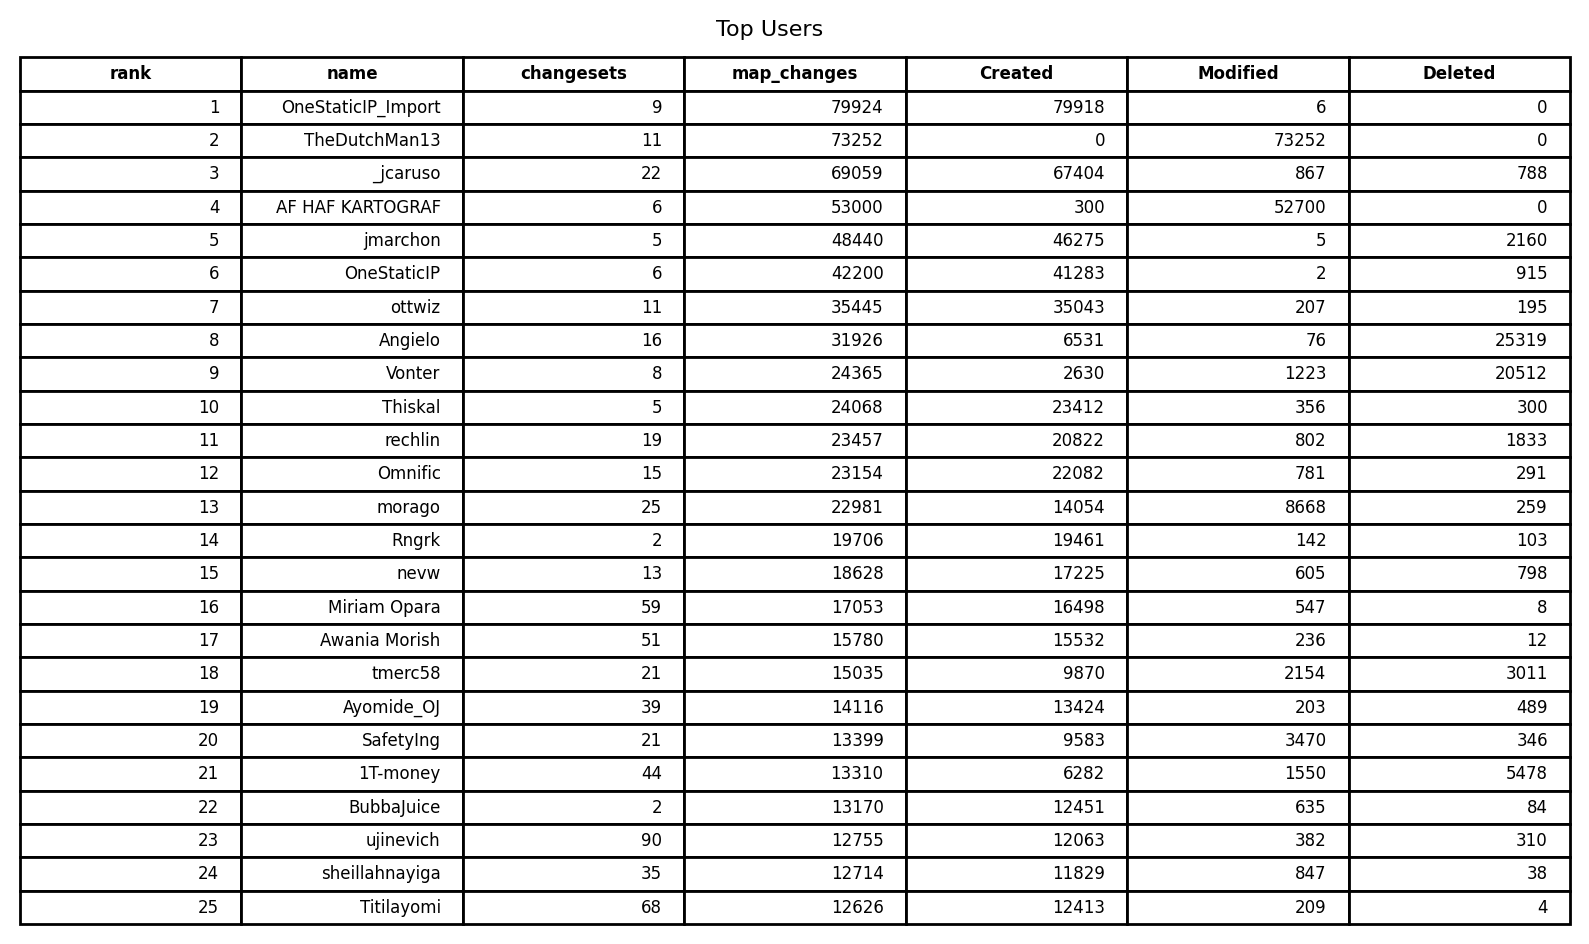 Top Users
rank name changesets map_changes Created Modified Deleted
1 OneStaticIP_Import 9 79924 79918 6 0
2 TheDutchMan13 11 73252 0 73252 0
3 _jcaruso 22 69059 67404 867 788
4 AF HAF KARTOGRAF 6 53000 300 52700 0
5 jmarchon 5 48440 46275 5 2160
6 OneStaticIP 6 42200 41283 2 915
7 ottwiz 11 35445 35043 207 195
8 Angielo 16 31926 6531 76 25319
9 Vonter 8 24365 2630 1223 20512
10 Thiskal 5 24068 23412 356 300
11 rechlin 19 23457 20822 802 1833
12 Omnific 15 23154 22082 781 291
13 morago 25 22981 14054 8668 259
14 Rngrk 2 19706 19461 142 103
15 nevw 13 18628 17225 605 798
16 Miriam Opara 59 17053 16498 547 8
17 Awania Morish 51 15780 15532 236 12
18 tmerc58 21 15035 9870 2154 3011
19 Ayomide_OJ 39 14116 13424 203 489
20 SafetyIng 21 13399 9583 3470 346
21 1T-money 44 13310 6282 1550 5478
22 BubbaJuice 2 13170 12451 635 84
23 ujinevich 90 12755 12063 382 310
24 sheillahnayiga 35 12714 11829 847 38
25 Titilayomi 68 12626 12413 209 4